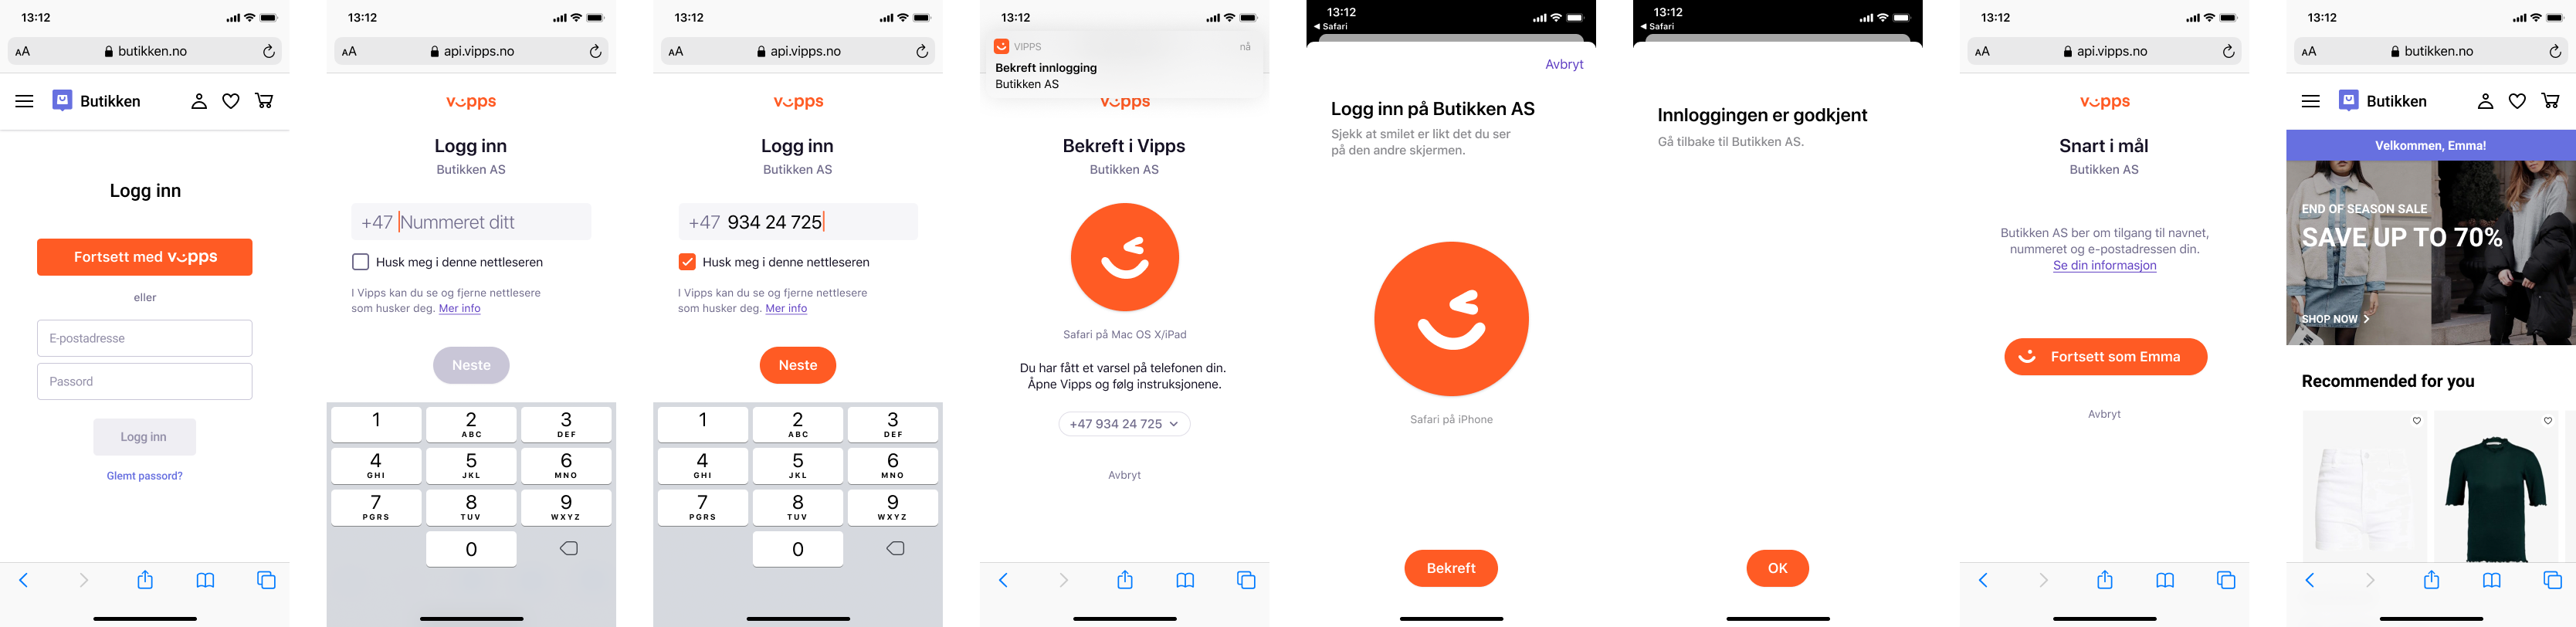 13:12
AA butikken.no
Butikken
Logg inn
Fortsett med vipps
eller
E-postadresse
Passord
Logg inn
Glemt passord?
13:12
AA api.vipps.no
vipps
Logg inn
Butikken AS
+47 Nummeret ditt
Husk meg i denne nettleseren
I Vipps kan du se og fjerne nettlesere
som husker deg. Mer info
Neste
1 2 3
ABC DEF
4 5 6
GHI JKL MNO
7 8 9
PGRS TUV WXYZ
0
13:12
AA api.vipps.no
vipps
Logg inn
Butikken AS
+47 934 24 725
Husk meg i denne nettleseren
I Vipps kan du se og fjerne nettlesere
som husker deg. Mer info
Neste
1 2 3
ABC DEF
4 5 6
GHI JKL MNO
7 8 9
PGRS TUV WXYZ
0
13:12
VIPPS nå
Bekreft innlogging
Butikken AS
vipps
Bekreft i Vipps
Butikken AS
Safari på Mac OS X/iPad
Du har fått et varsel på telefonen din.
Åpne Vipps og følg instruksjonene.
+47 934 24 725
Avbryt
13:12
Safari
Avbryt
Logg inn på Butikken AS
Sjekk at smilet er likt det du ser
på den andre skjermen.
Safari på iPhone
Bekreft
13:12
Safari
Innloggingen er godkjent
Gå tilbake til Butikken AS.
OK
13:12
AA api.vipps.no
vipps
Snart i mål
Butikken AS
Butikken AS ber om tilgang til navnet,
nummeret og e-postadressen din.
Se din informasjon
Fortsett som Emma
Avbryt
13:12
AA butikken.no
Butikken
Velkommen, Emma!
END OF SEASON SALE
SAVE UP TO 70%
SHOP NOW
Recommended for you